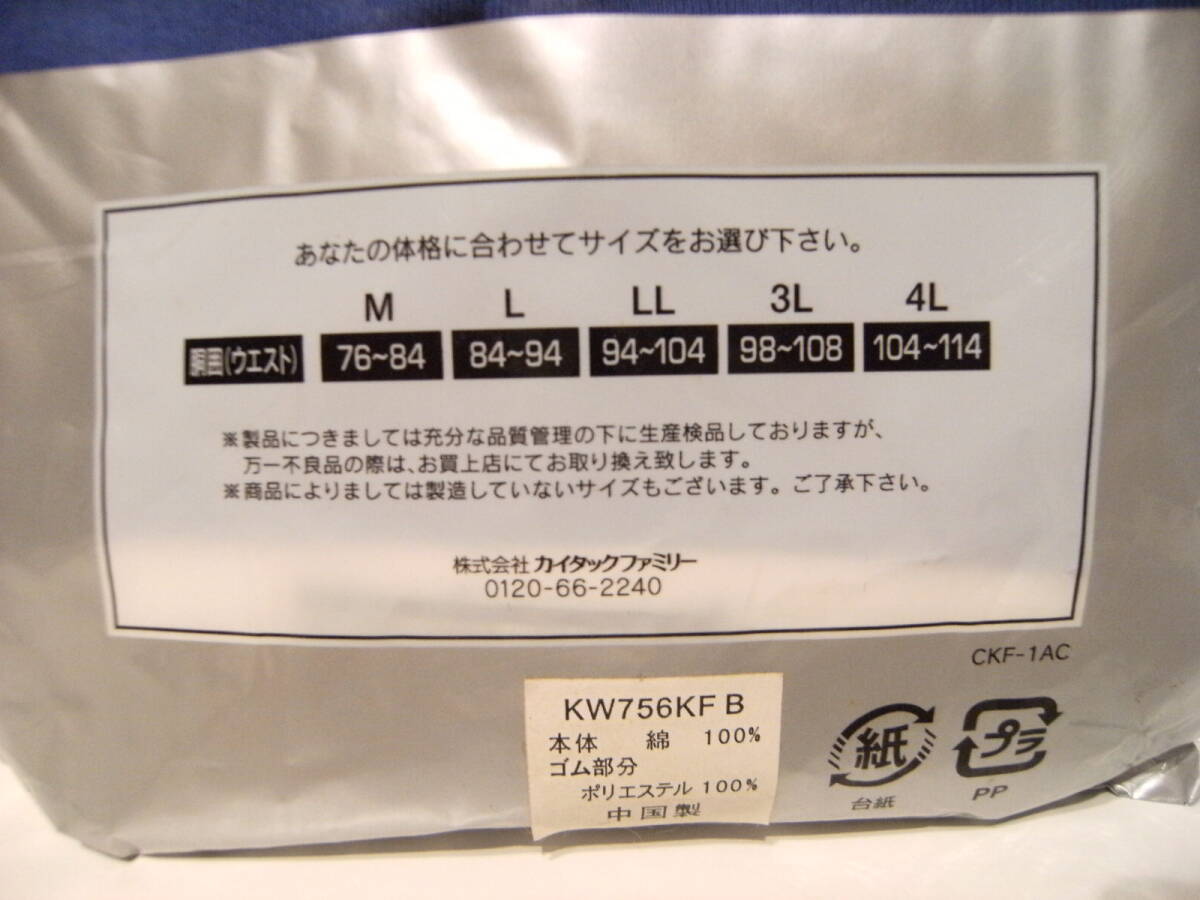 あなたの体格に合わせてサイズをお選び下さい。
M L LL 3L 4L
胴囲(ウエスト) 76~84 84~94 94~104 98~108 104~114
※製品につきましては充分な品質管理の下に生産検品しておりますが、
万一不良品の際は、お買上店にてお取り換え致します。
※商品によりましては製造していないサイズもございます。ご了承下さい。
株式会社 カイタックファミリー
0120-66-2240
CKF-1AC
KW756KF B
本体 綿 100%
ゴム部分
ポリエステル 100%
中国製
紙
台紙
プラ
PP